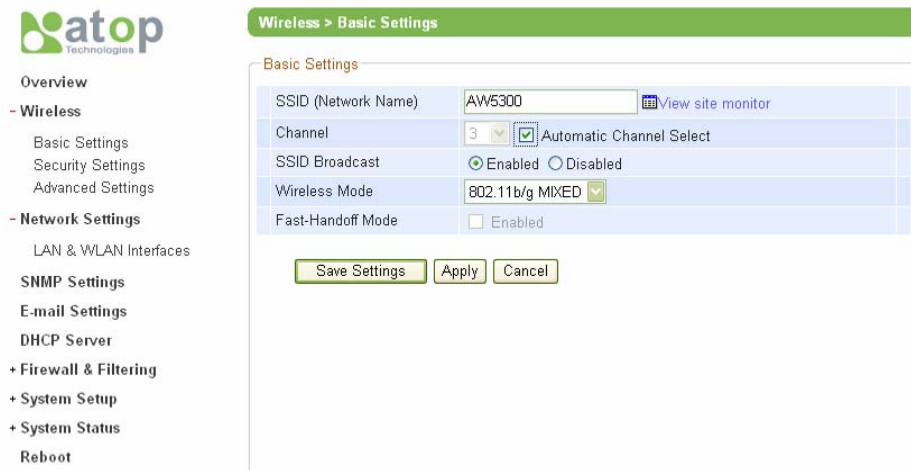 atop
Technologies
Overview
- Wireless
Basic Settings
Security Settings
Advanced Settings
- Network Settings
LAN & WLAN Interfaces
SNMP Settings
E-mail Settings
DHCP Server
+ Firewall & Filtering
+ System Setup
+ System Status
Reboot
Wireless > Basic Settings
Basic Settings
SSID (Network Name) AW5300 View site monitor
Channel 3 Automatic Channel Select
SSID Broadcast Enabled Disabled
Wireless Mode 802.11b/g MIXED
Fast-Handoff Mode Enabled
Save Settings Apply Cancel